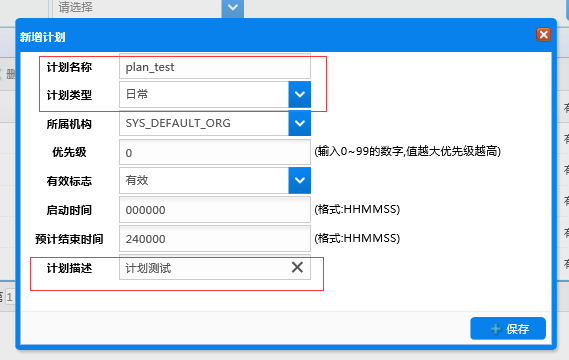 请选择
新增计划
删
计划名称 plan_test
计划类型 日常
所属机构 SYS_DEFAULT_ORG
优先级 0 (输入0~99的数字,值越大优先级越高)
有效标志 有效
启动时间 000000 (格式:HHMMSS)
预计结束时间 240000 (格式:HHMMSS)
计划描述 计划测试
1
保存